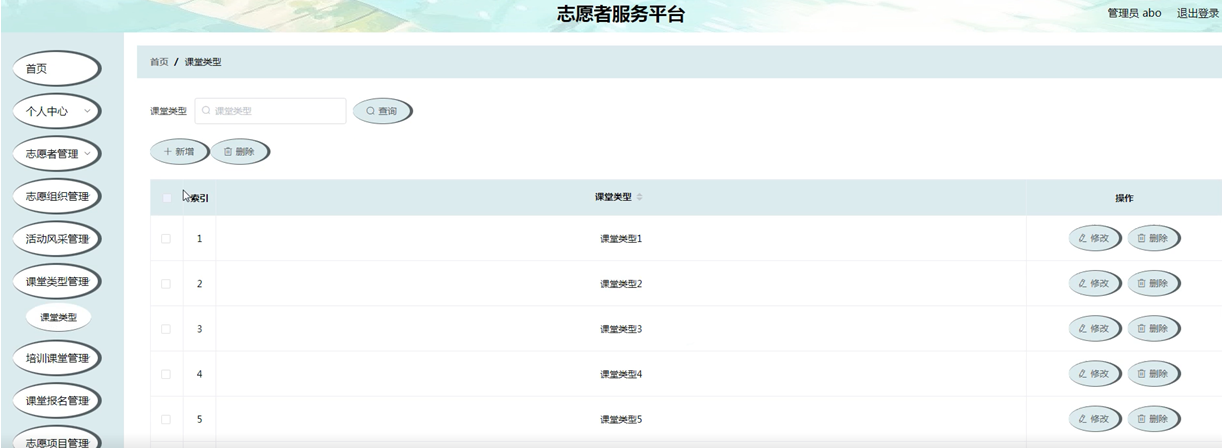 志愿者服务平台
管理员 abo 退出登录
首页
个人中心
志愿者管理
志愿组织管理
活动风采管理
课堂类型管理
课堂类型
培训课堂管理
课堂报名管理
志愿项目管理
首页 / 课堂类型
课堂类型 课堂类型 查询
新增 删除
索引 课堂类型 操作
1 课堂类型1 修改 删除
2 课堂类型2 修改 删除
3 课堂类型3 修改 删除
4 课堂类型4 修改 删除
5 课堂类型5 修改 删除